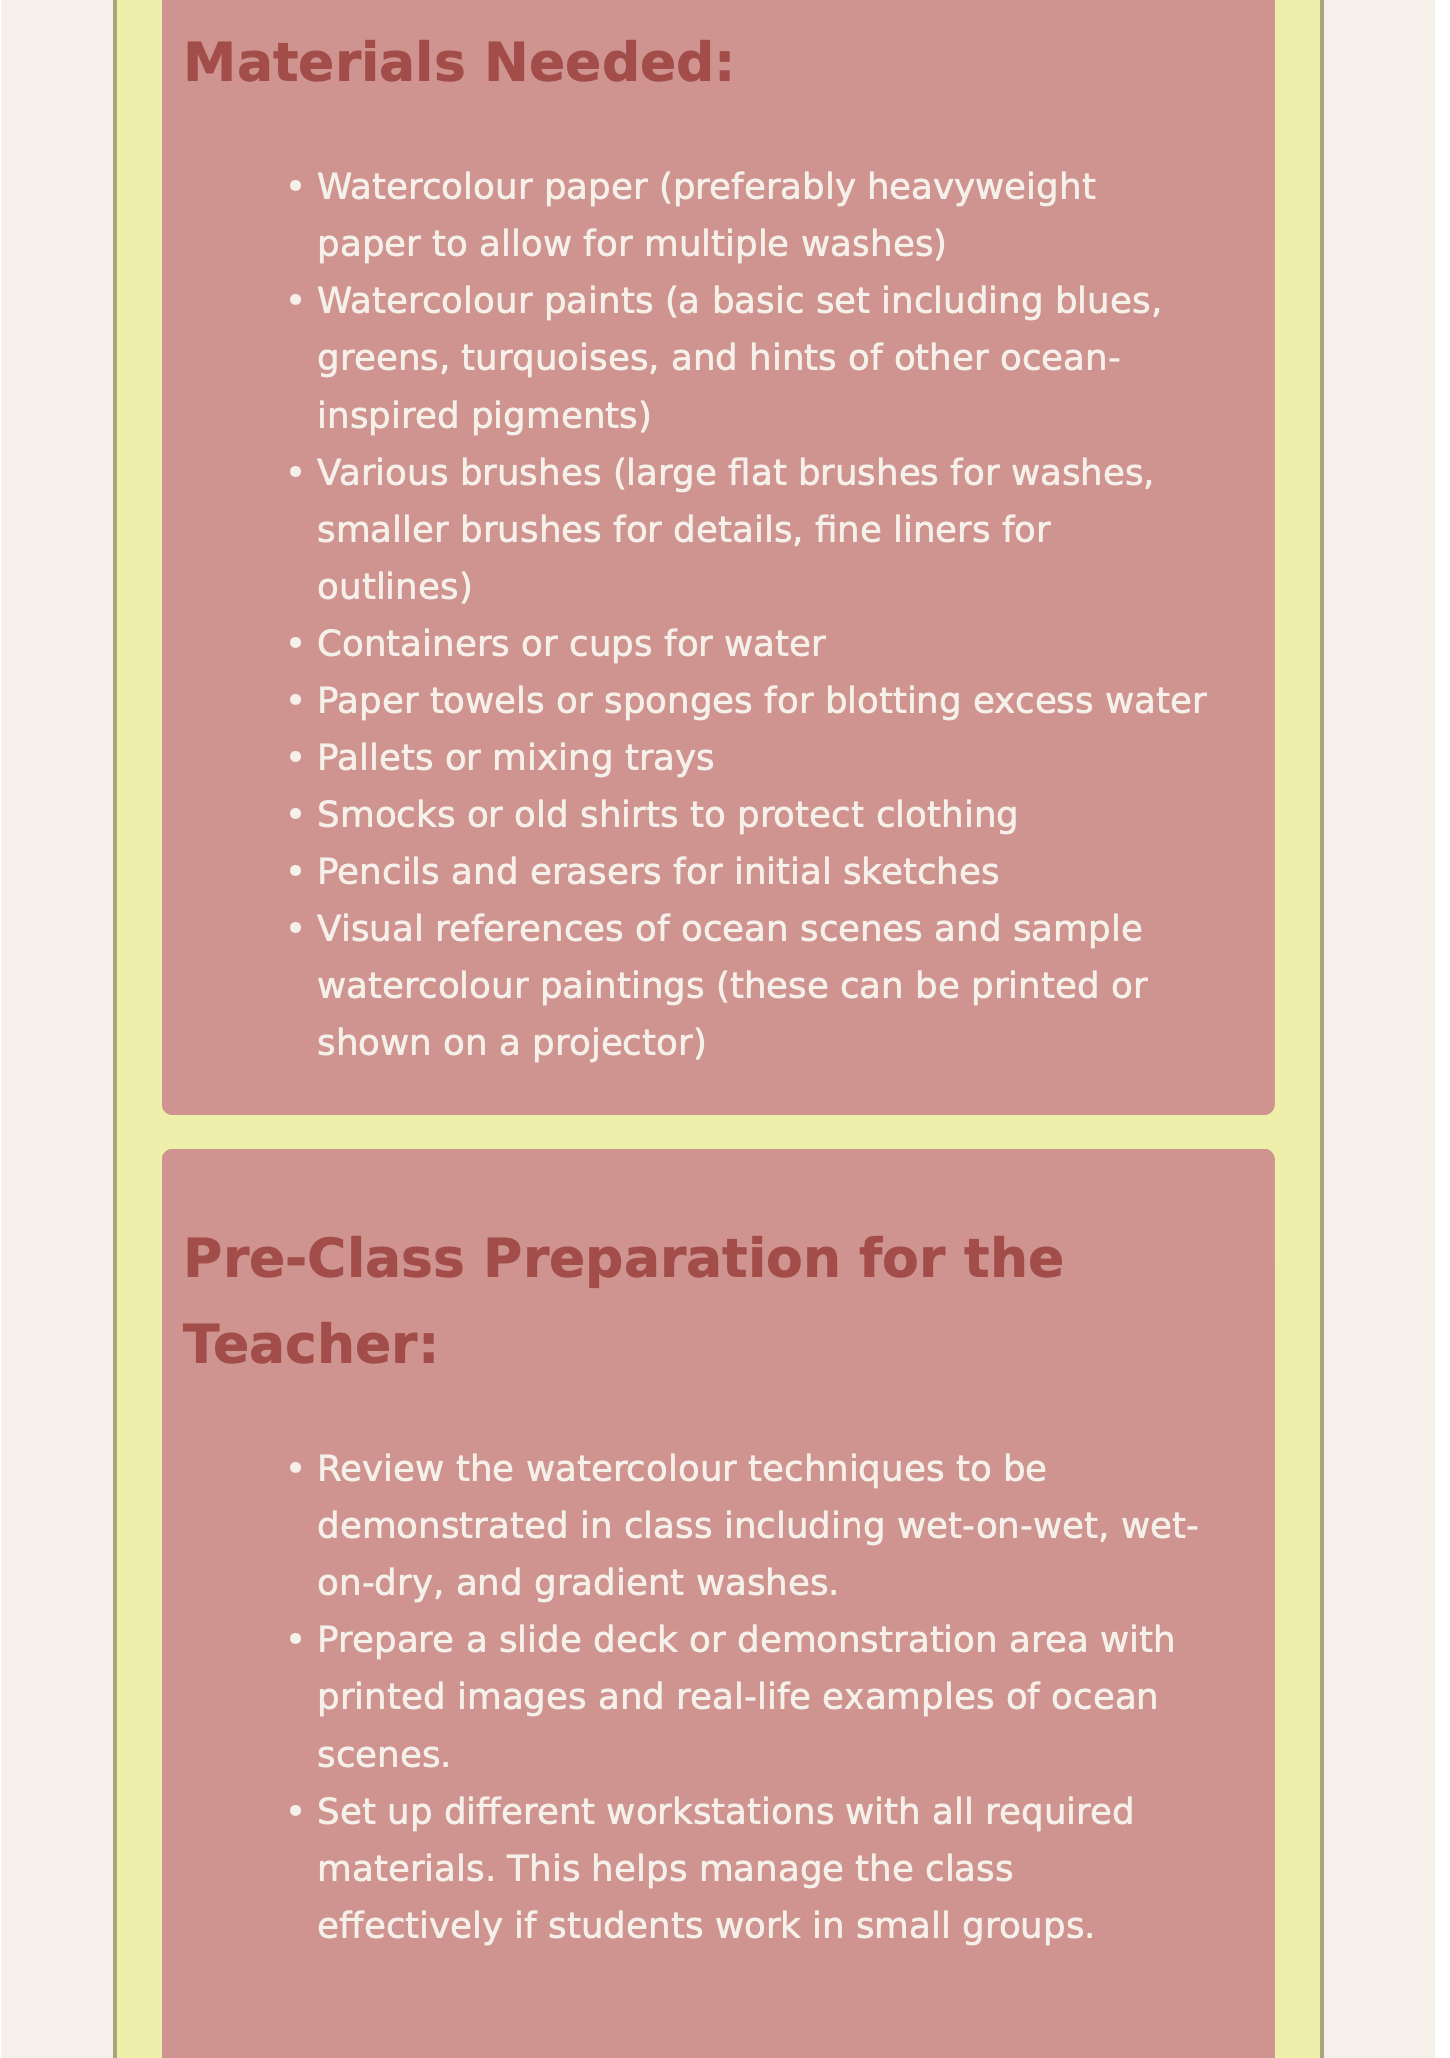 Materials Needed:
• Watercolour paper (preferably heavyweight
paper to allow for multiple washes)
• Watercolour paints (a basic set including blues,
greens, turquoises, and hints of other ocean-
inspired pigments)
• Various brushes (large flat brushes for washes,
smaller brushes for details, fine liners for
outlines)
• Containers or cups for water
• Paper towels or sponges for blotting excess water
• Pallets or mixing trays
• Smocks or old shirts to protect clothing
• Pencils and erasers for initial sketches
• Visual references of ocean scenes and sample
watercolour paintings (these can be printed or
shown on a projector)
Pre-Class Preparation for the
Teacher:
• Review the watercolour techniques to be
demonstrated in class including wet-on-wet, wet-
on-dry, and gradient washes.
• Prepare a slide deck or demonstration area with
printed images and real-life examples of ocean
scenes.
• Set up different workstations with all required
materials. This helps manage the class
effectively if students work in small groups.